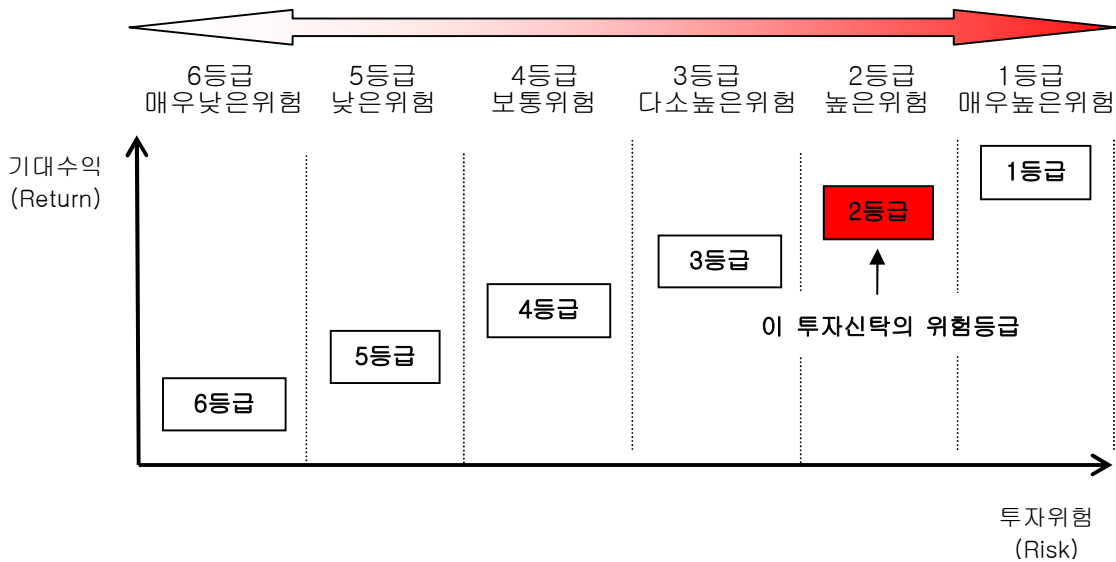 6등급
매우낮은위험
5등급
낮은위험
4등급
보통위험
3등급
다소높은위험
2등급
높은위험
1등급
매우높은위험
기대수익
(Return)
1등급
2등급
3등급
4등급
이 투자신탁의 위험등급
5등급
6등급
투자위험
(Risk)